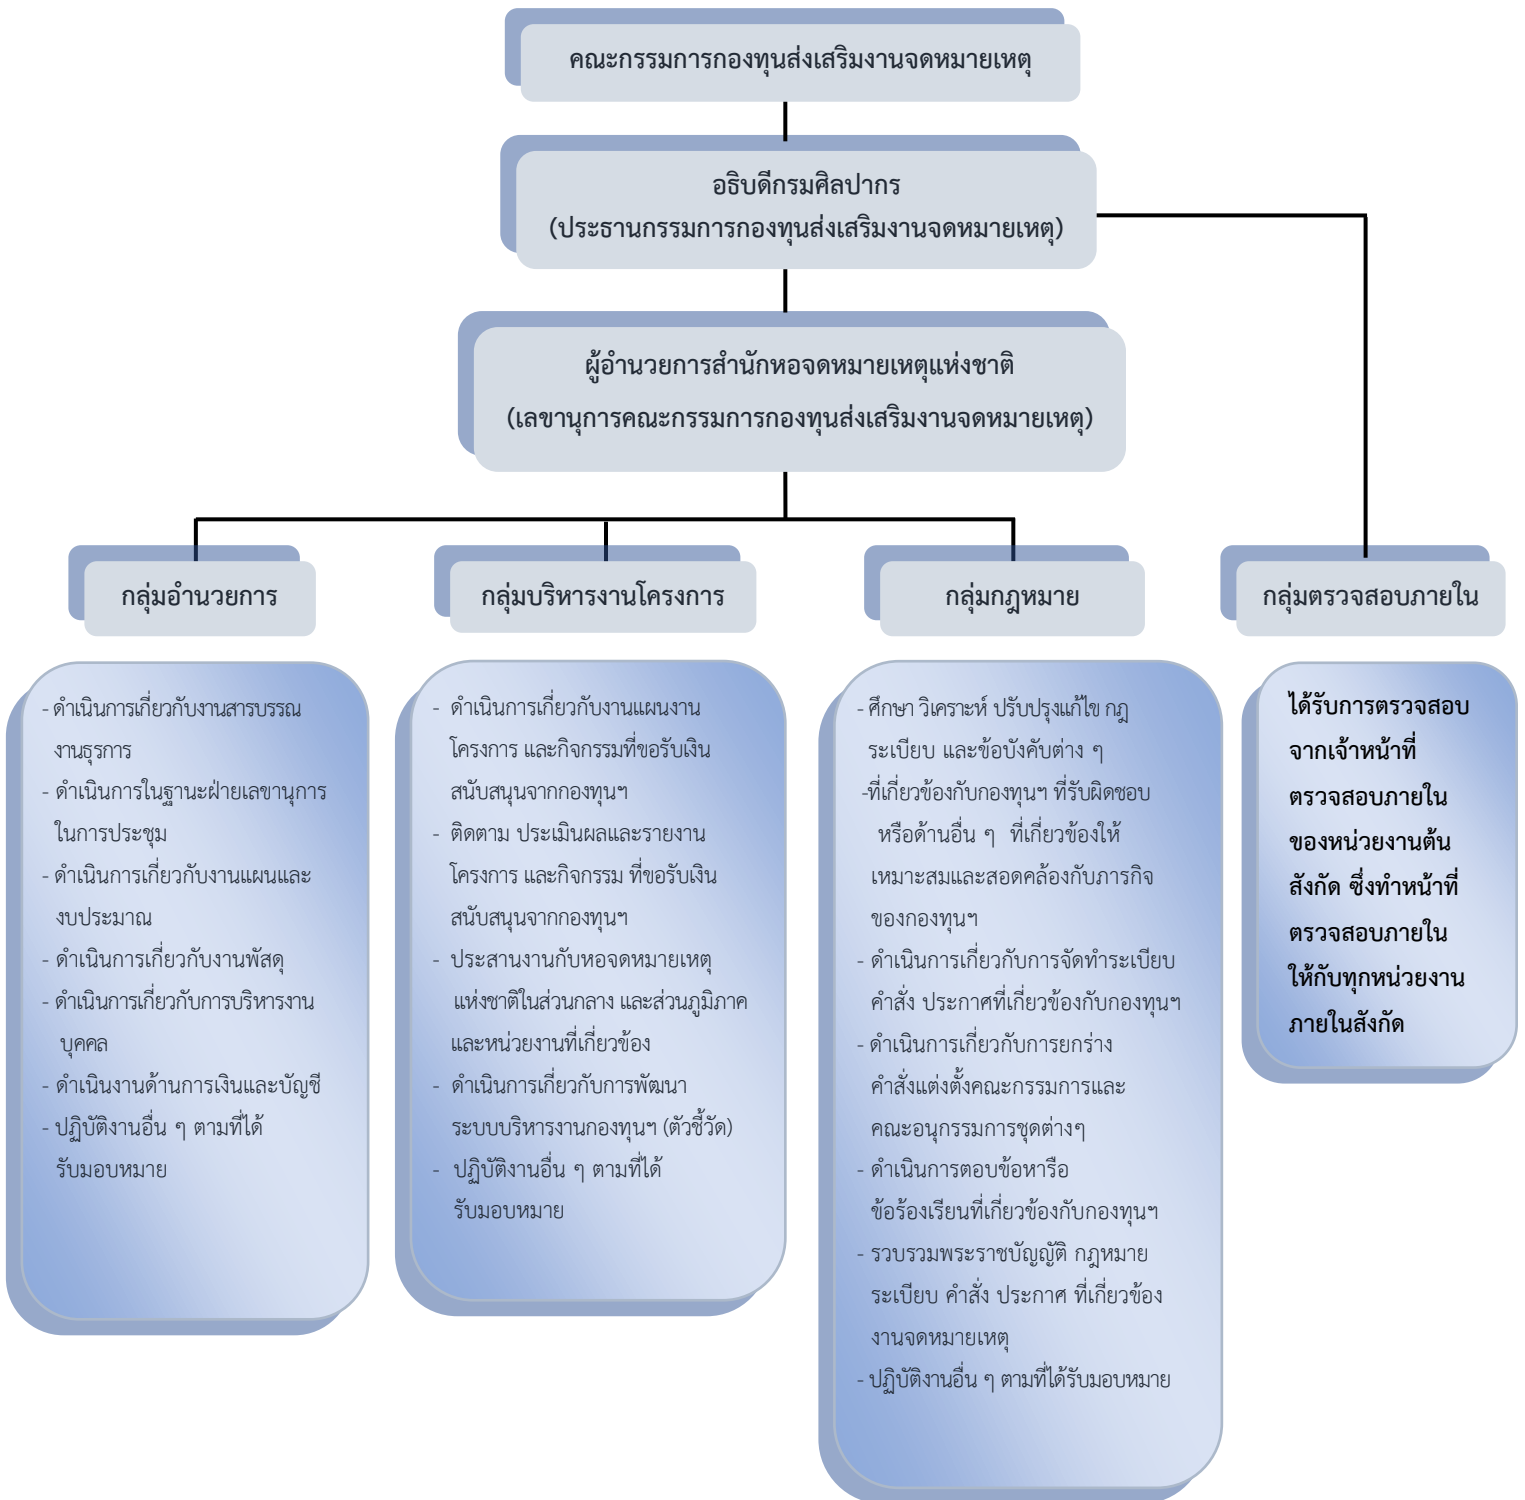 คณะกรรมการกองทุนส่งเสริมงานจดหมายเหตุ
อธิบดีกรมศิลปากร
(ประธานกรรมการกองทุนส่งเสริมงานจดหมายเหตุ)
ผู้อำนวยการสำนักหอจดหมายเหตุแห่งชาติ
(เลขานุการคณะกรรมการกองทุนส่งเสริมงานจดหมายเหตุ)
กลุ่มอำนวยการ
- ดำเนินการเกี่ยวกับงานสารบรรณ
งานธุรการ
- ดำเนินการในฐานะฝ่ายเลขานุการ
ในการประชุม
- ดำเนินการเกี่ยวกับงานแผนและ
งบประมาณ
- ดำเนินการเกี่ยวกับงานพัสดุ
- ดำเนินการเกี่ยวกับการบริหารงาน
บุคคล
- ดำเนินงานด้านการเงินและบัญชี
- ปฏิบัติงานอื่น ๆ ตามที่ได้
รับมอบหมาย
กลุ่มบริหารงานโครงการ
- ดำเนินการเกี่ยวกับงานแผนงาน
โครงการ และกิจกรรมที่ขอรับเงิน
สนับสนุนจากกองทุนฯ
- ติดตาม ประเมินผลและรายงาน
โครงการ และกิจกรรม ที่ขอรับเงิน
สนับสนุนจากกองทุนฯ
- ประสานงานกับหอจดหมายเหตุ
แห่งชาติในส่วนกลาง และส่วนภูมิภาค
และหน่วยงานที่เกี่ยวข้อง
- ดำเนินการเกี่ยวกับการพัฒนา
ระบบบริหารงานกองทุนฯ (ตัวชี้วัด)
- ปฏิบัติงานอื่น ๆ ตามที่ได้
รับมอบหมาย
กลุ่มกฎหมาย
- ศึกษา วิเคราะห์ ปรับปรุงแก้ไข กฎ
ระเบียบ และข้อบังคับต่าง ๆ
-ที่เกี่ยวข้องกับกองทุนฯ ที่รับผิดชอบ
หรือด้านอื่น ๆ ที่เกี่ยวข้องให้
เหมาะสมและสอดคล้องกับภารกิจ
ของกองทุนฯ
- ดำเนินการเกี่ยวกับการจัดทำระเบียบ
คำสั่ง ประกาศที่เกี่ยวข้องกับกองทุนฯ
- ดำเนินการเกี่ยวกับการยกร่าง
คำสั่งแต่งตั้งคณะกรรมการและ
คณะอนุกรรมการชุดต่างๆ
- ดำเนินการตอบข้อหารือ
ข้อร้องเรียนที่เกี่ยวข้องกับกองทุนฯ
- รวบรวมพระราชบัญญัติ กฎหมาย
ระเบียบ คำสั่ง ประกาศ ที่เกี่ยวข้อง
งานจดหมายเหตุ
- ปฏิบัติงานอื่น ๆ ตามที่ได้รับมอบหมาย
กลุ่มตรวจสอบภายใน
ได้รับการตรวจสอบ
จากเจ้าหน้าที่
ตรวจสอบภายใน
ของหน่วยงานต้น
สังกัด ซึ่งทำหน้าที่
ตรวจสอบภายใน
ให้กับทุกหน่วยงาน
ภายในสังกัด